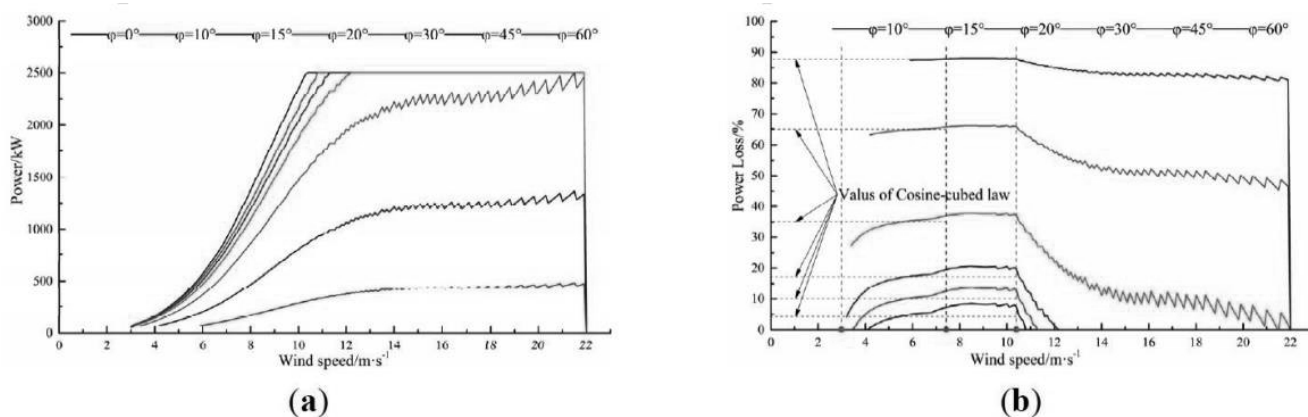 φ=0° φ=10° φ=15° φ=20° φ=30° φ=45° φ=60°
3000
2500
2000
1500
1000
500
0
Power/kW
0 2 4 6 8 10 12 14 16 18 20 22
Wind speed/m·s⁻¹
(a)
φ=10° φ=15° φ=20° φ=30° φ=45° φ=60°
100
90
80
70
60
50
40
30
20
10
0
Power Loss/%
Valus of Cosine-cubed law
0 2 4 6 8 10 12 14 16 18 20 22
Wind speed/m·s⁻¹
(b)